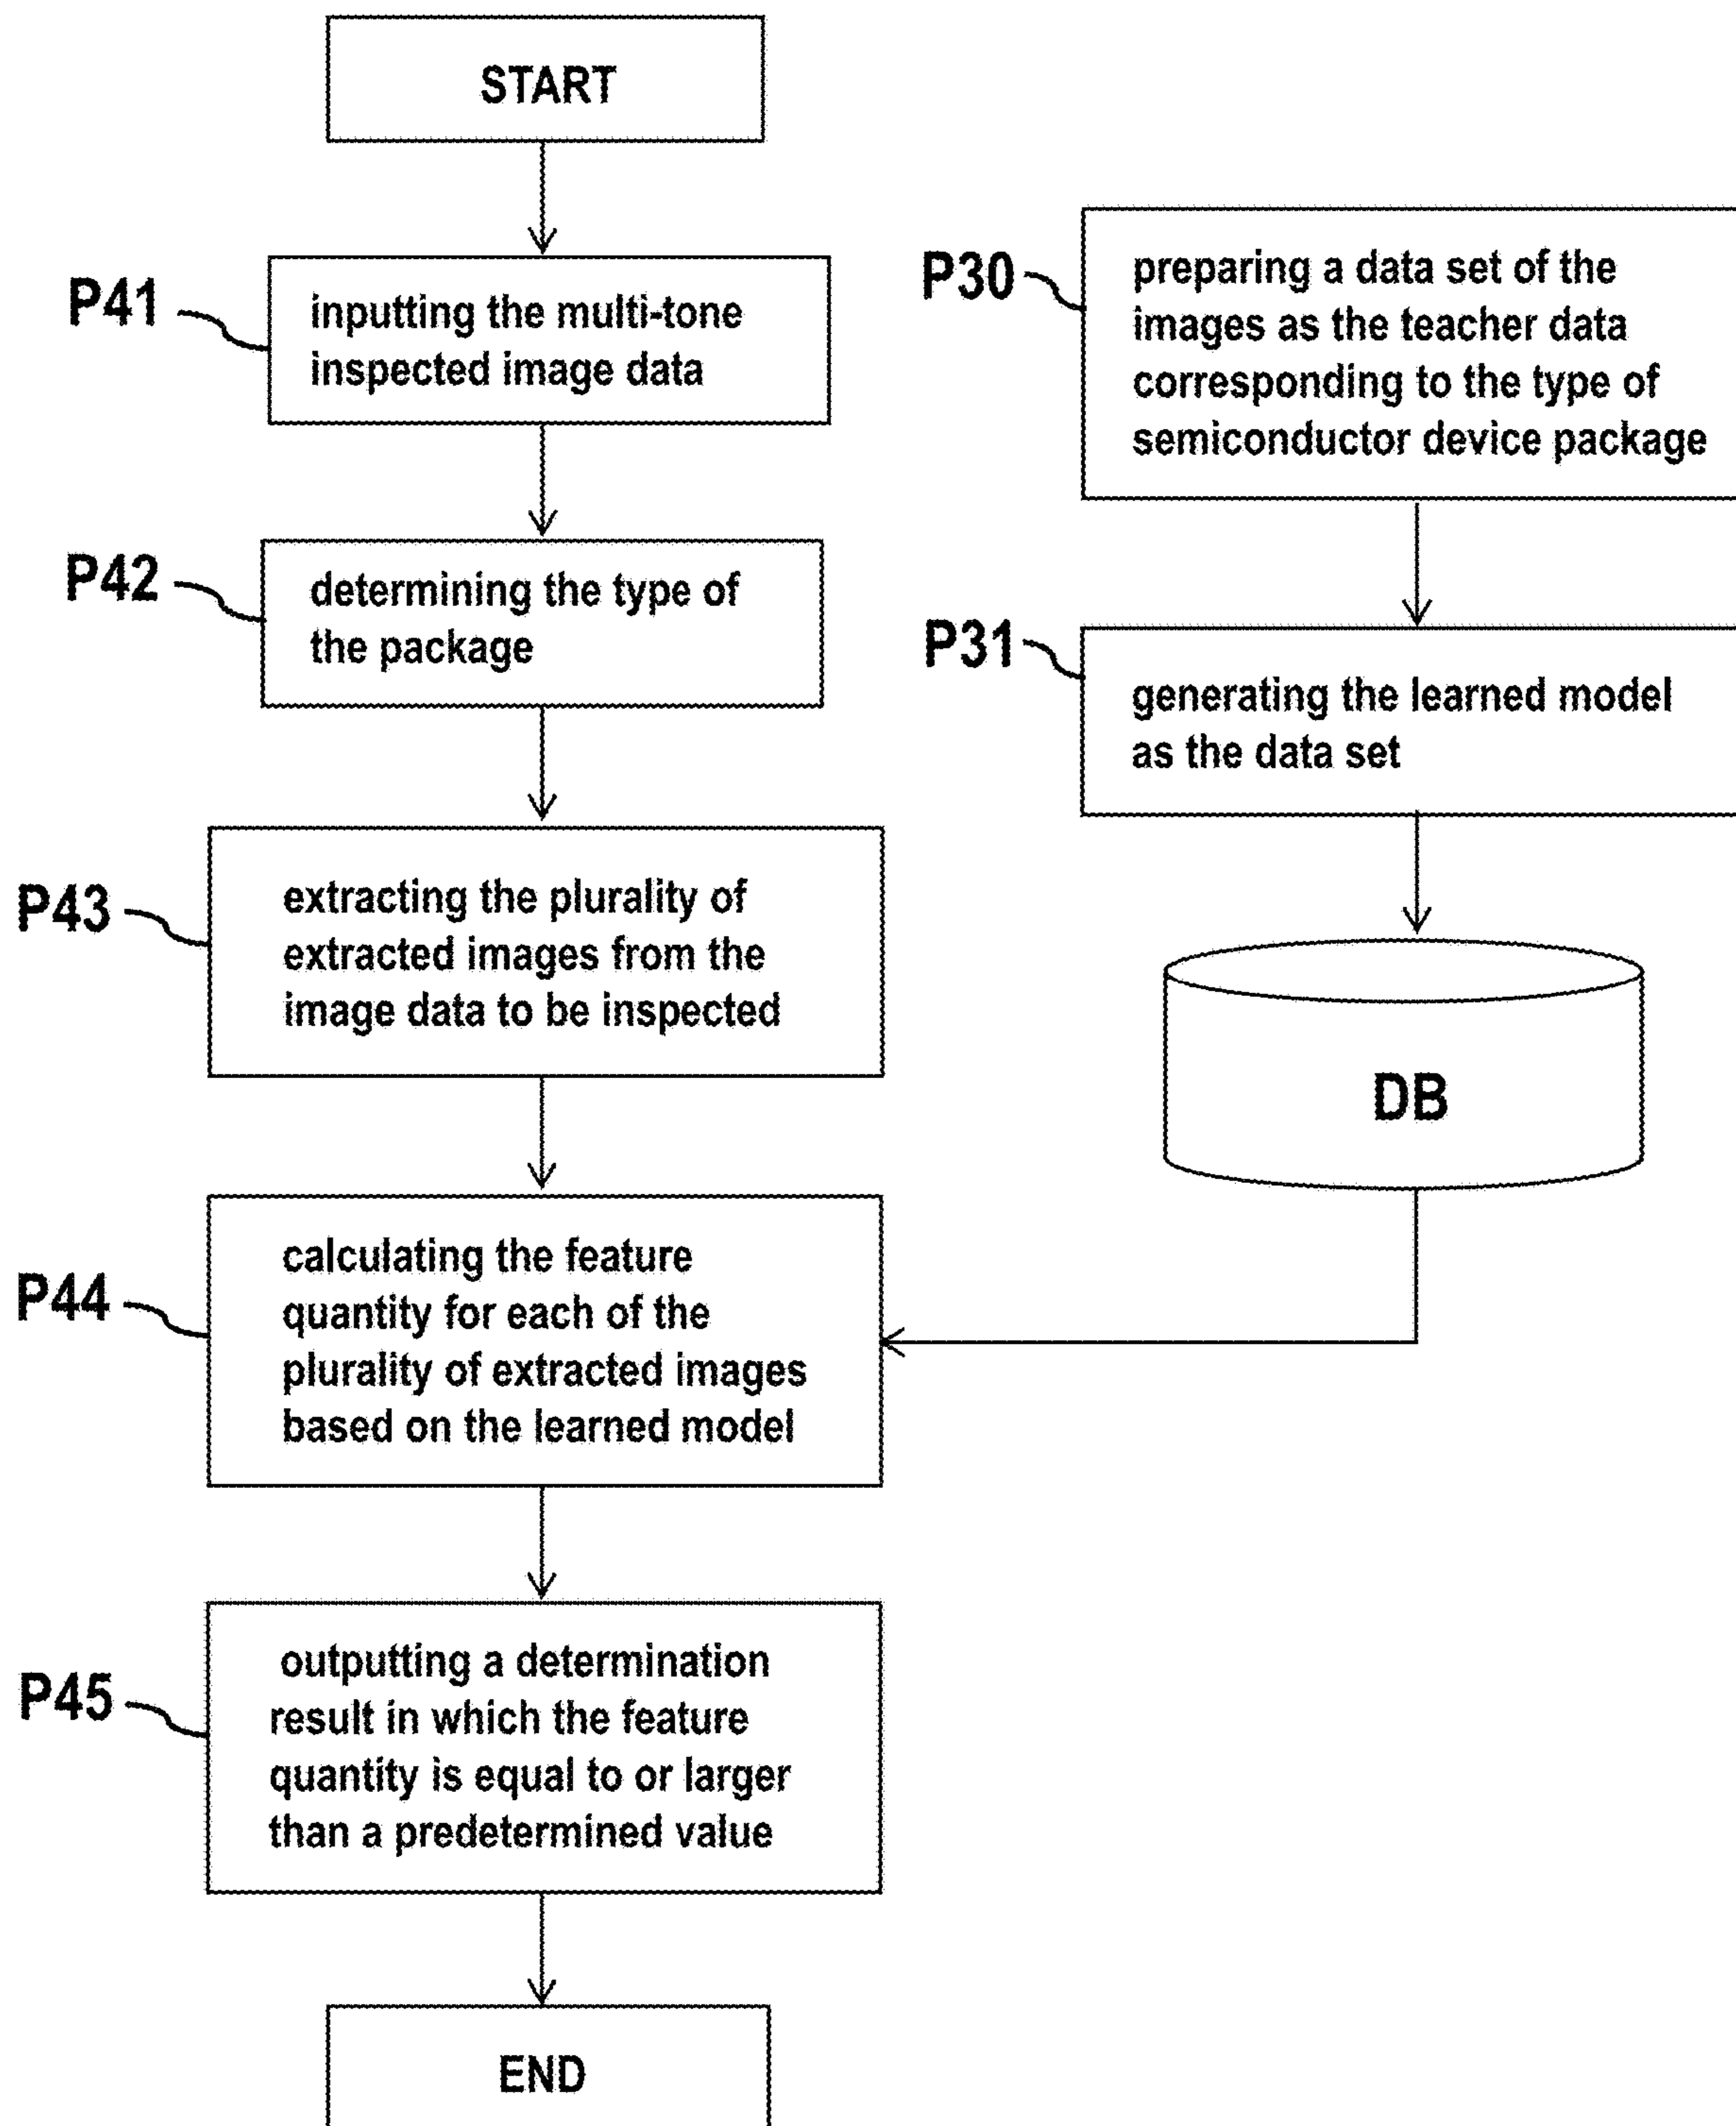 START
P41
inputting the multi-tone
inspected image data
P42
determining the type of
the package
P43
extracting the plurality of
extracted images from the
image data to be inspected
P44
calculating the feature
quantity for each of the
plurality of extracted images
based on the learned model
P45
outputting a determination
result in which the feature
quantity is equal to or larger
than a predetermined value
END
P30
preparing a data set of the
images as the teacher data
corresponding to the type of
semiconductor device package
P31
generating the learned model
as the data set
DB